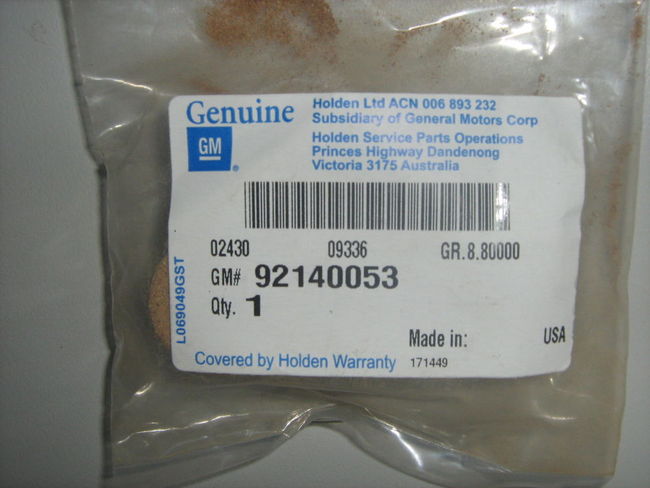 Genuine
GM
Holden Ltd ACN 006 893 232
Subsidiary of General Motors Corp
Holden Service Parts Operations
Princes Highway Dandenong
Victoria 3175 Australia
02430 09336 GR.8.80000
GM# 92140053
Qty. 1
L069049GST
Made in: USA
Covered by Holden Warranty 171449